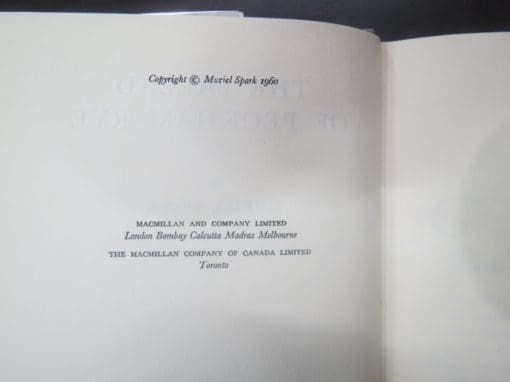 Copyright © Muriel Spark 1960
MACMILLAN AND COMPANY LIMITED
London Bombay Calcutta Madras Melbourne
THE MACMILLAN COMPANY OF CANADA LIMITED
Toronto